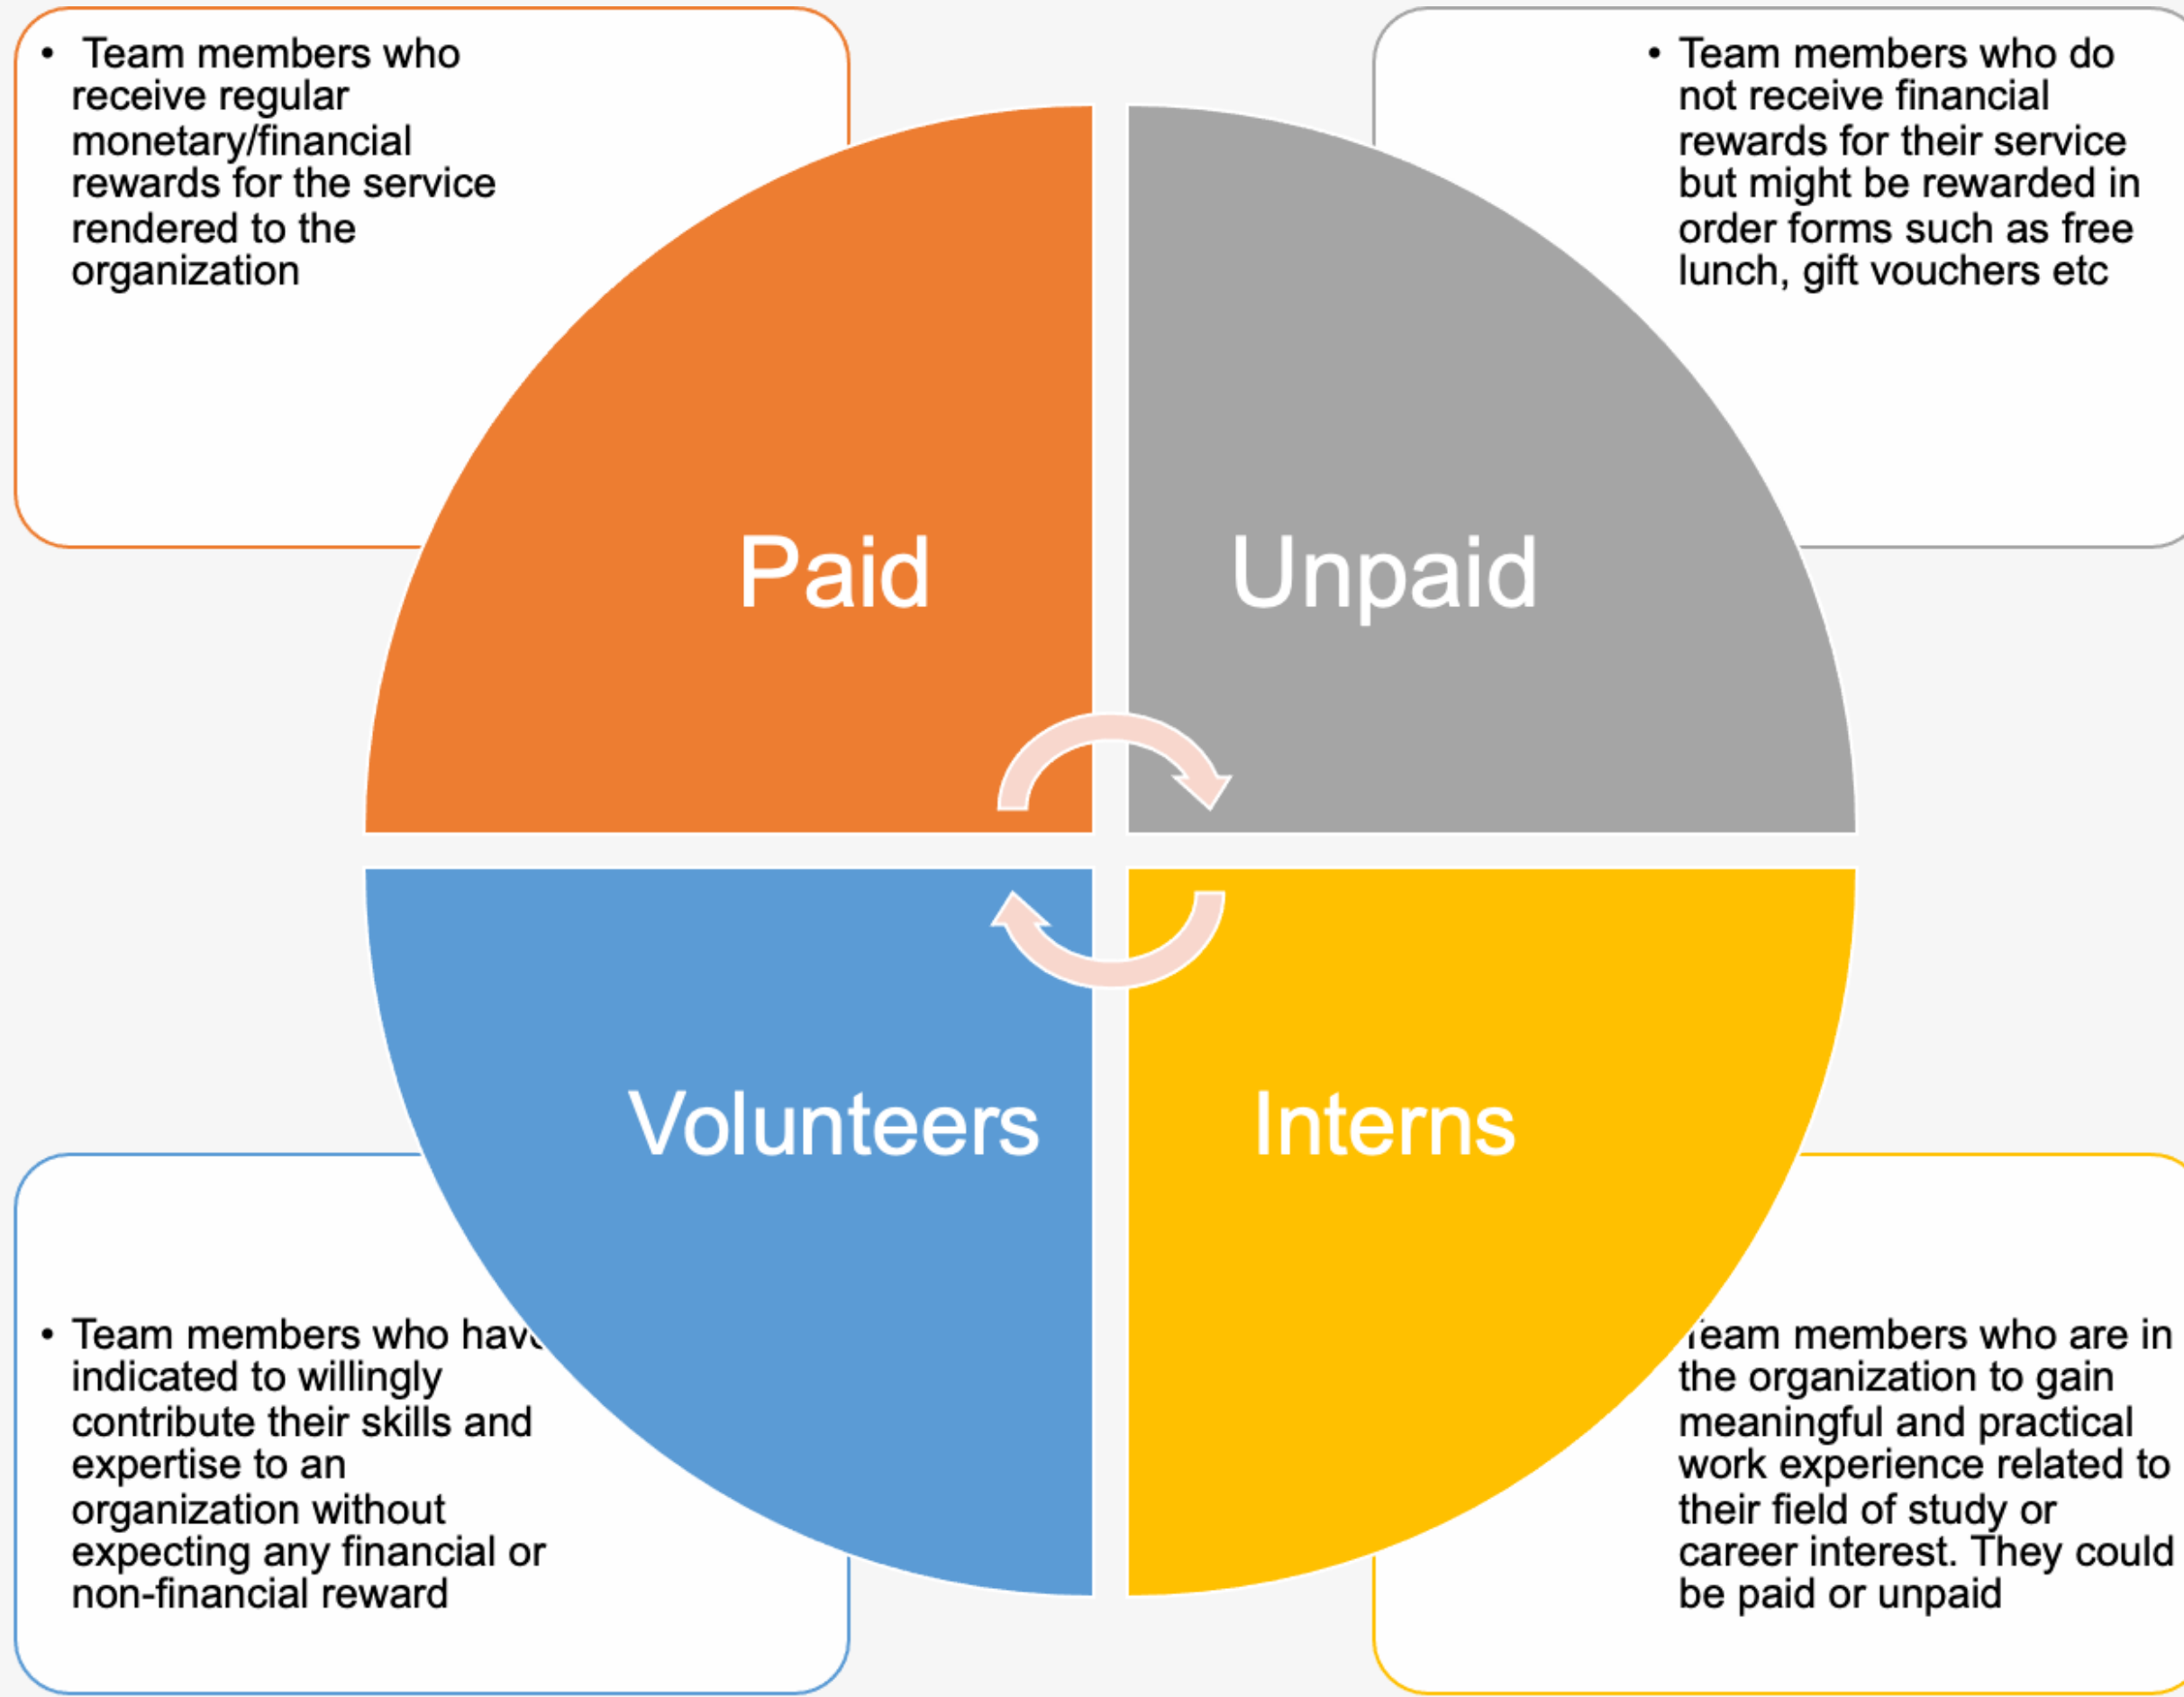 • Team members who
receive regular
monetary/financial
rewards for the service
rendered to the
organization
• Team members who do
not receive financial
rewards for their service
but might be rewarded in
order forms such as free
lunch, gift vouchers etc
Paid
Unpaid
Volunteers
Interns
• Team members who have
indicated to willingly
contribute their skills and
expertise to an
organization without
expecting any financial or
non-financial reward
Team members who are in
the organization to gain
meaningful and practical
work experience related to
their field of study or
career interest. They could
be paid or unpaid